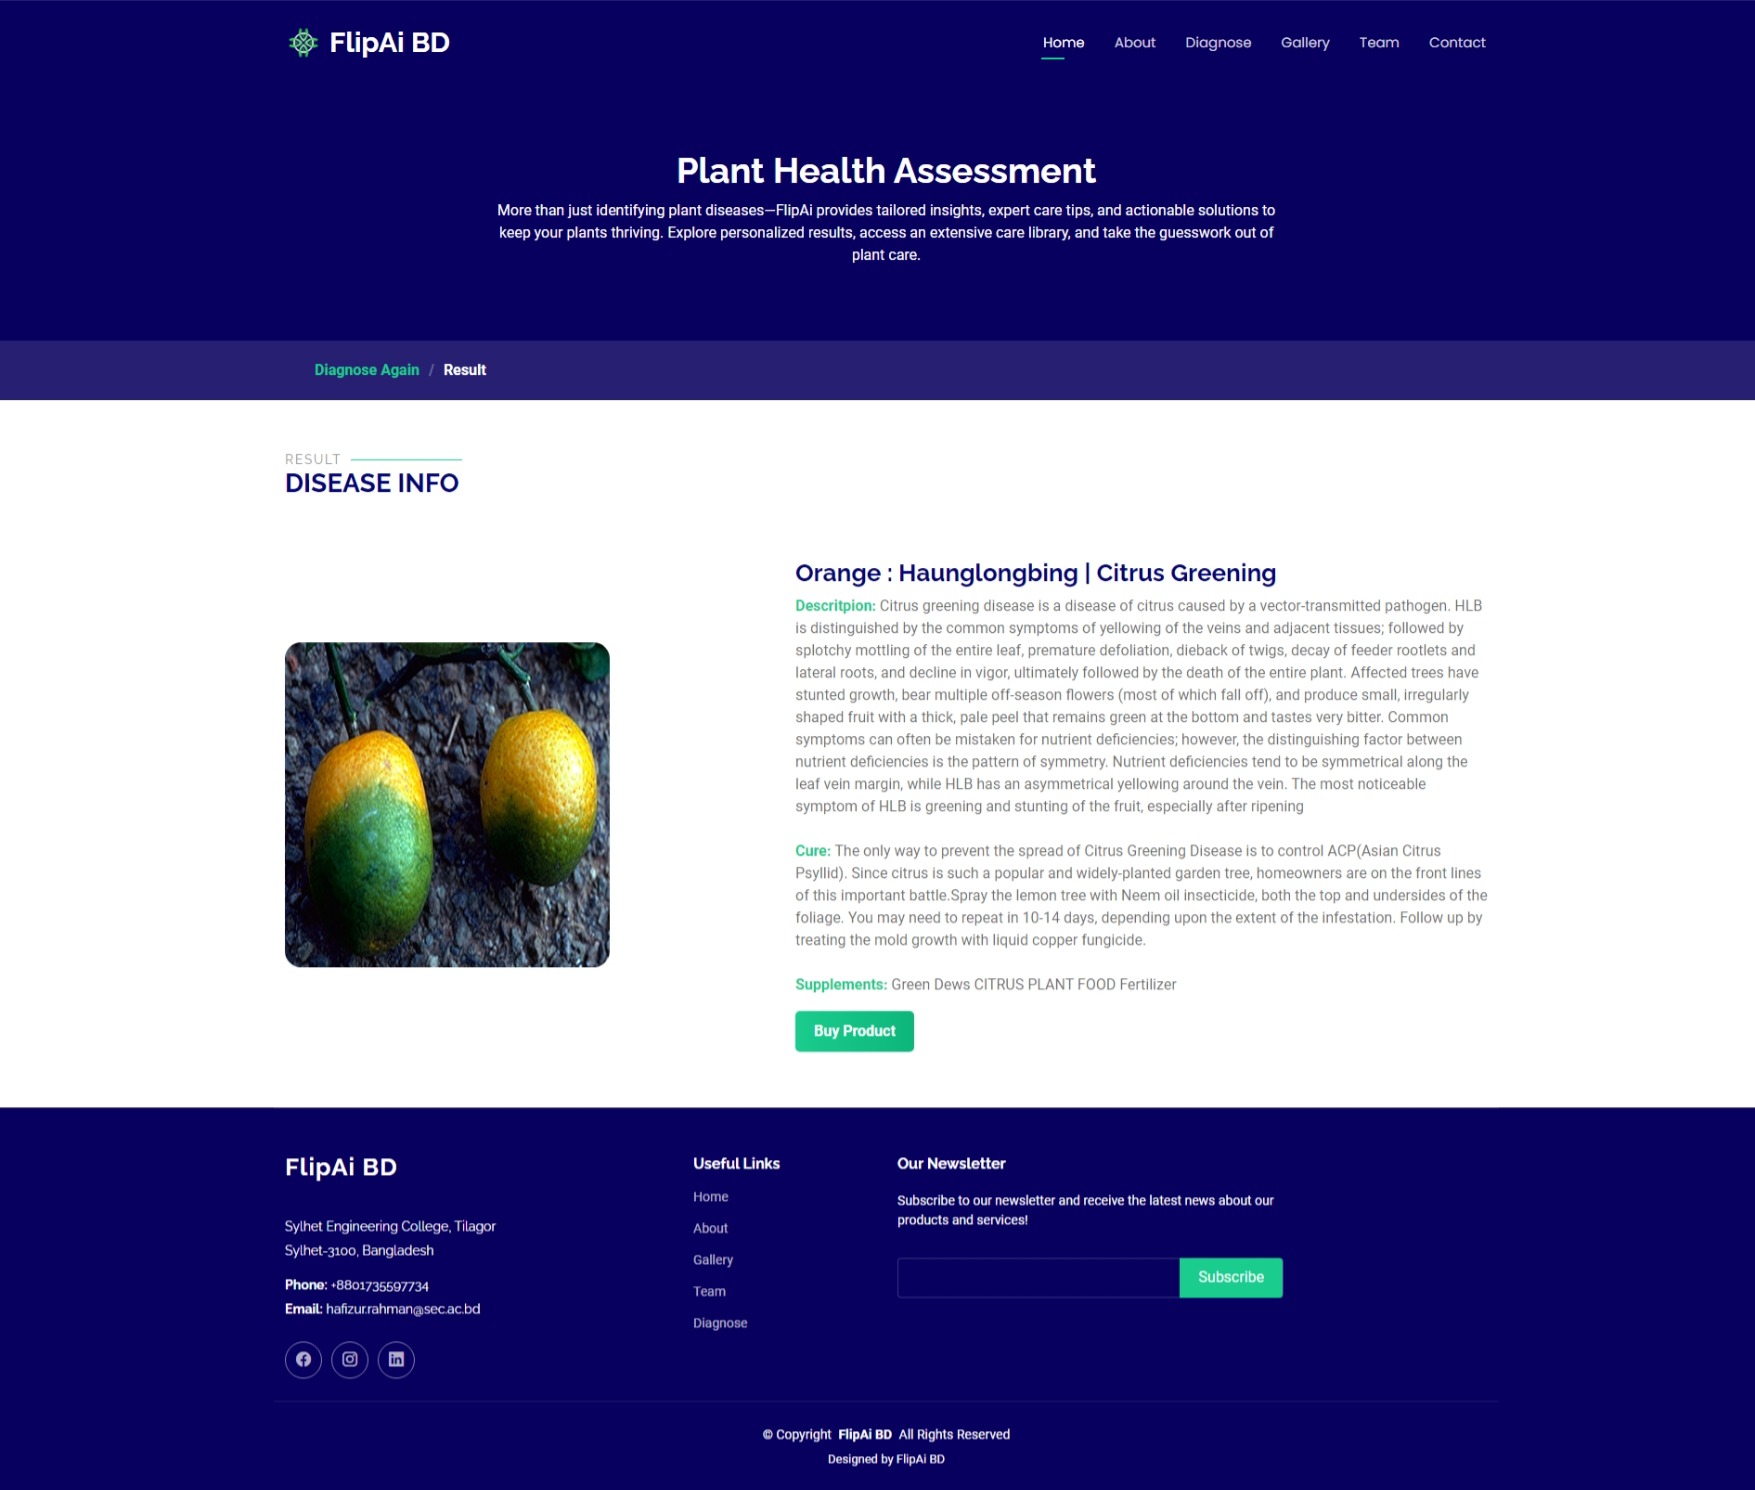 FlipAi BD
Home
About
Diagnose
Gallery
Team
Contact
Plant Health Assessment
More than just identifying plant diseases—FlipAi provides tailored insights, expert care tips, and actionable solutions to
keep your plants thriving. Explore personalized results, access an extensive care library, and take the guesswork out of
plant care.
Diagnose Again / Result
RESULT
DISEASE INFO
Orange : Haunglongbing | Citrus Greening
Descritpion: Citrus greening disease is a disease of citrus caused by a vector-transmitted pathogen. HLB
is distinguished by the common symptoms of yellowing of the veins and adjacent tissues; followed by
splotchy mottling of the entire leaf, premature defoliation, dieback of twigs, decay of feeder rootlets and
lateral roots, and decline in vigor, ultimately followed by the death of the entire plant. Affected trees have
stunted growth, bear multiple off-season flowers (most of which fall off), and produce small, irregularly
shaped fruit with a thick, pale peel that remains green at the bottom and tastes very bitter. Common
symptoms can often be mistaken for nutrient deficiencies; however, the distinguishing factor between
nutrient deficiencies is the pattern of symmetry. Nutrient deficiencies tend to be symmetrical along the
leaf vein margin, while HLB has an asymmetrical yellowing around the vein. The most noticeable
symptom of HLB is greening and stunting of the fruit, especially after ripening
Cure: The only way to prevent the spread of Citrus Greening Disease is to control ACP(Asian Citrus
Psyllid). Since citrus is such a popular and widely-planted garden tree, homeowners are on the front lines
of this important battle.Spray the lemon tree with Neem oil insecticide, both the top and undersides of the
foliage. You may need to repeat in 10-14 days, depending upon the extent of the infestation. Follow up by
treating the mold growth with liquid copper fungicide.
Supplements: Green Dews CITRUS PLANT FOOD Fertilizer
Buy Product
FlipAi BD
Sylhet Engineering College, Tilagor
Sylhet-3100, Bangladesh
Phone: +8801735597734
Email: hafizur.rahman@sec.ac.bd
Useful Links
Home
About
Gallery
Team
Diagnose
Our Newsletter
Subscribe to our newsletter and receive the latest news about our
products and services!
Subscribe
© Copyright FlipAi BD All Rights Reserved
Designed by FlipAi BD